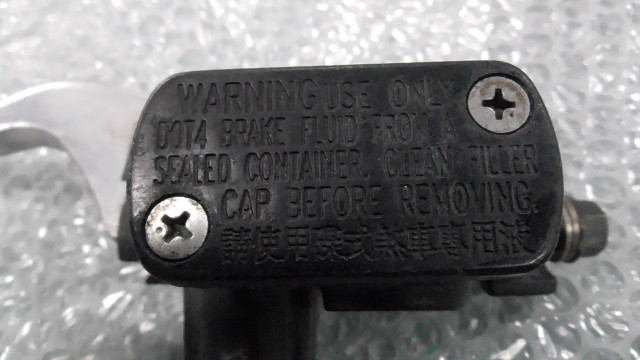 WARNING USE ONLY
DOT4 BRAKE FLUID FROM A
SEALED CONTAINER. CLEAN FILLER
CAP BEFORE REMOVING.
請使用碟式煞車專用液